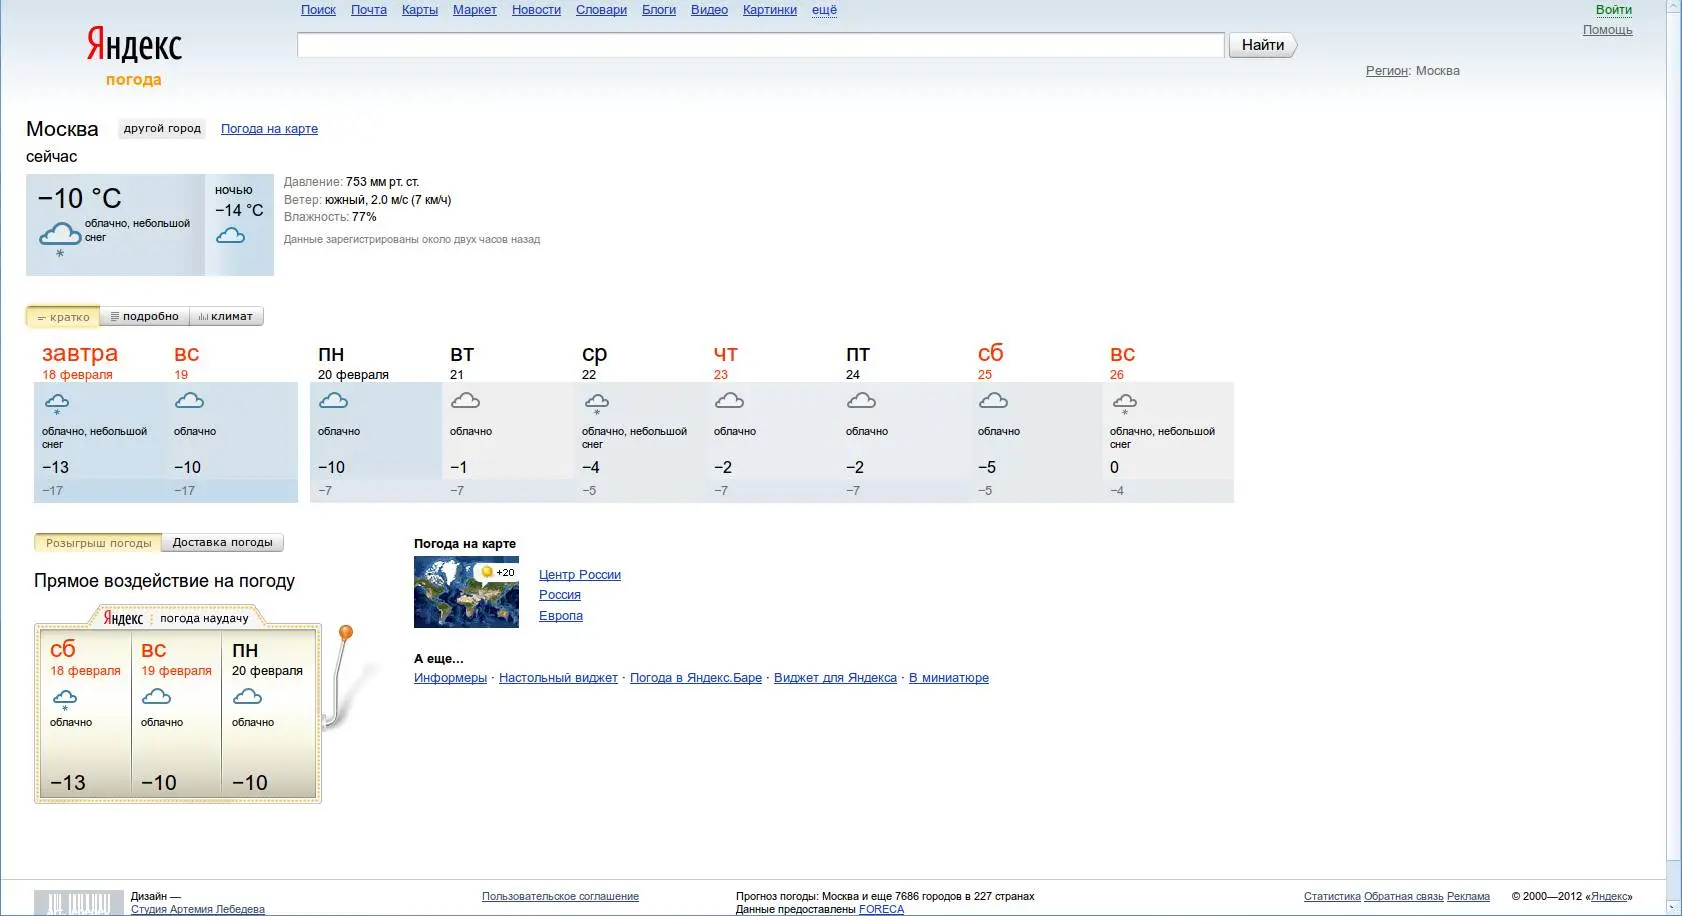 Поиск Почта Карты Маркет Новости Словари Блоги Видео Картинки ещё
Войти
Помощь
Яндекс
погода
Найти
Регион: Москва
Москва другой город Погода на карте
сейчас
−10 °C
облачно, небольшой
снег
ночью
−14 °C
Давление: 753 мм рт. ст.
Ветер: южный, 2.0 м/с (7 км/ч)
Влажность: 77%
Данные зарегистрированы около двух часов назад
кратко подробно климат
завтра вс пн вт ср чт пт сб вс
18 февраля 19 20 февраля 21 22 23 24 25 26
облачно, небольшой облачно облачно облачно облачно, небольшой облачно облачно облачно облачно, небольшой
снег снег снег
−13 −10 −10 −1 −4 −2 −2 −5 0
−17 −17 −7 −7 −5 −7 −7 −5 −4
Розыгрыш погоды Доставка погоды
Прямое воздействие на погоду
Яндекс погода наудачу
сб вс пн
18 февраля 19 февраля 20 февраля
облачно облачно облачно
−13 −10 −10
Погода на карте
+20
Центр России
Россия
Европа
А еще...
Информеры · Настольный виджет · Погода в Яндекс.Баре · Виджет для Яндекса · В миниатюре
Дизайн —
Студия Артемия Лебедева
Пользовательское соглашение
Прогноз погоды: Москва и еще 7686 городов в 227 странах
Данные предоставлены FORECA
Статистика Обратная связь Реклама © 2000—2012 «Яндекс»